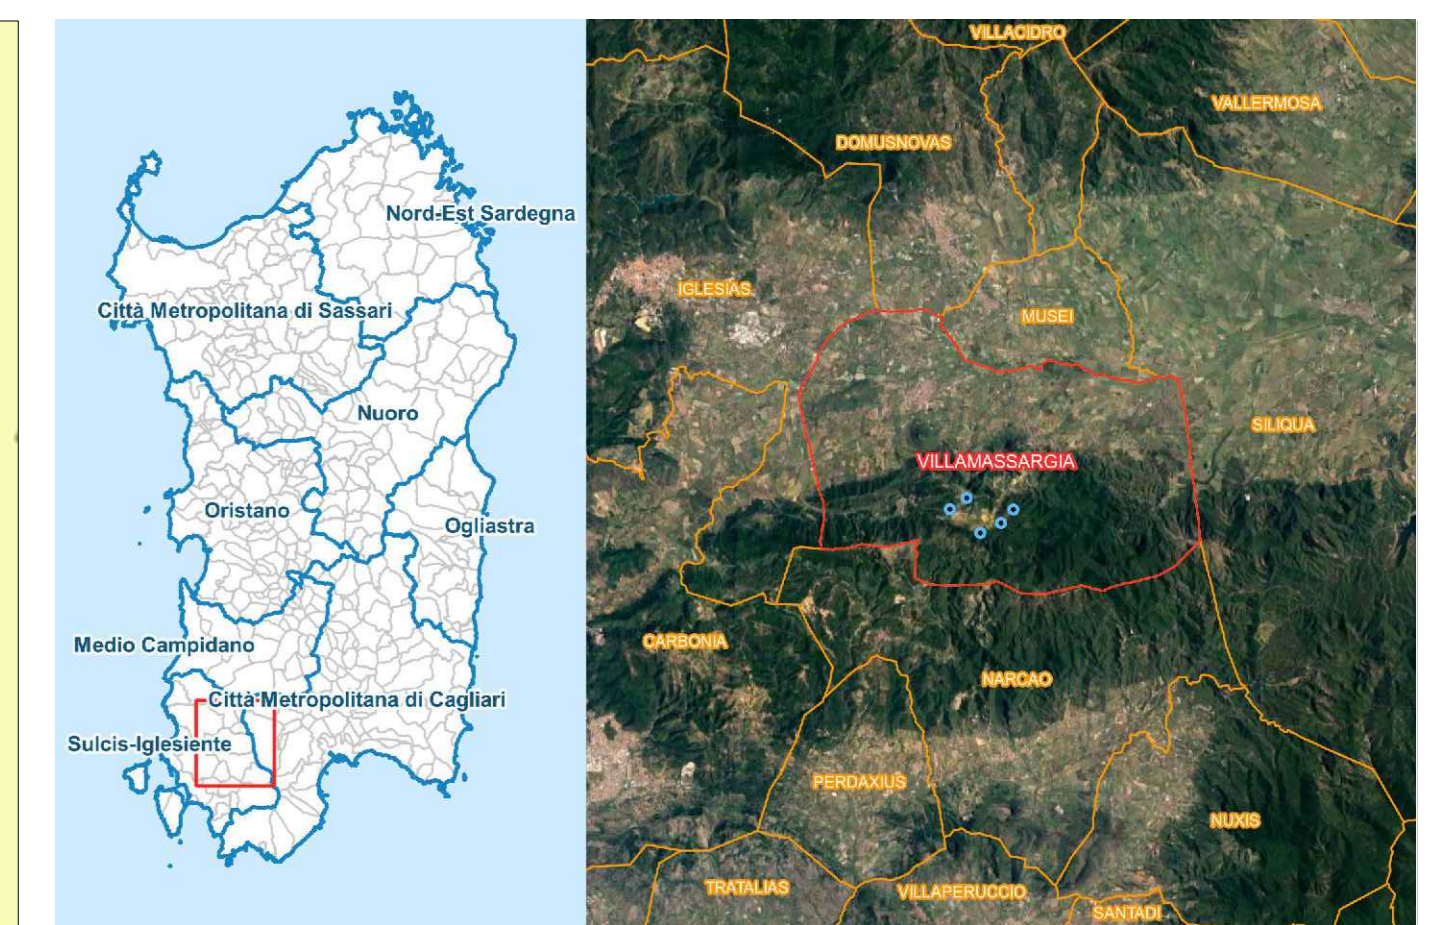 Nord-Est Sardegna
Città Metropolitana di Sassari
Nuoro
Oristano
Ogliastra
Medio Campidano
Città Metropolitana di Cagliari
Sulcis-Iglesiente
VILLACIDRO
VALLERMOSA
DOMUSNOVAS
IGLESIAS
MUSEI
SILIQUA
VILLAMASSARGIA
CARBONIA
NARCAO
PERDAXIUS
NUXIS
TRATALIAS
VILLAPERUCCIO
SANTADI